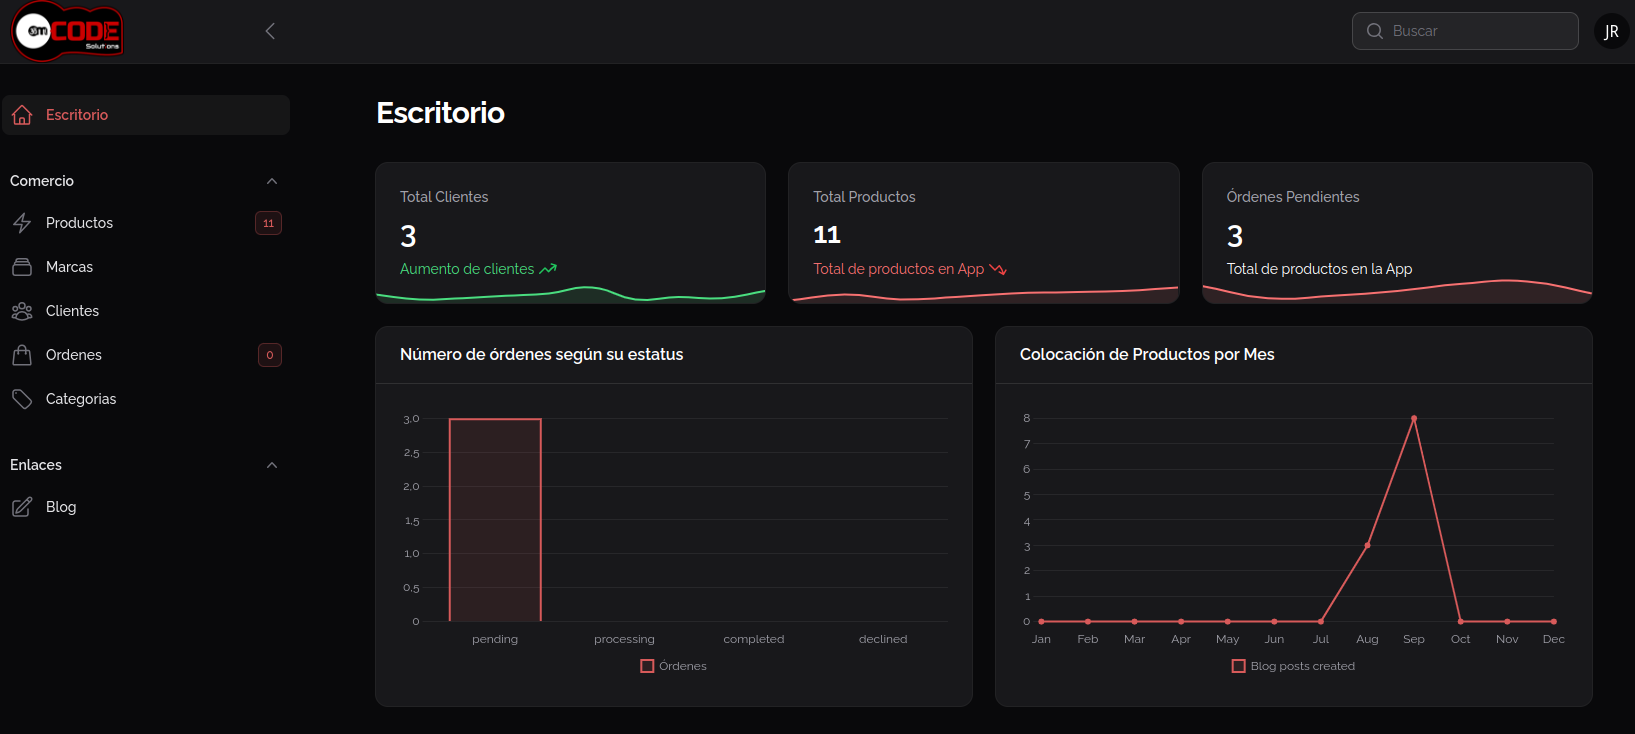 CODE
Solutions
Buscar
JR
Escritorio
Comercio
Productos 11
Marcas
Clientes
Ordenes 0
Categorias
Enlaces
Blog
Escritorio
Total Clientes
3
Aumento de clientes
Total Productos
11
Total de productos en App
Órdenes Pendientes
3
Total de productos en la App
Número de órdenes según su estatus
3,0
2,5
2,0
1,5
1,0
0,5
0
pending processing completed declined
Órdenes
Colocación de Productos por Mes
8
7
6
5
4
3
2
1
0
Jan Feb Mar Apr May Jun Jul Aug Sep Oct Nov Dec
Blog posts created